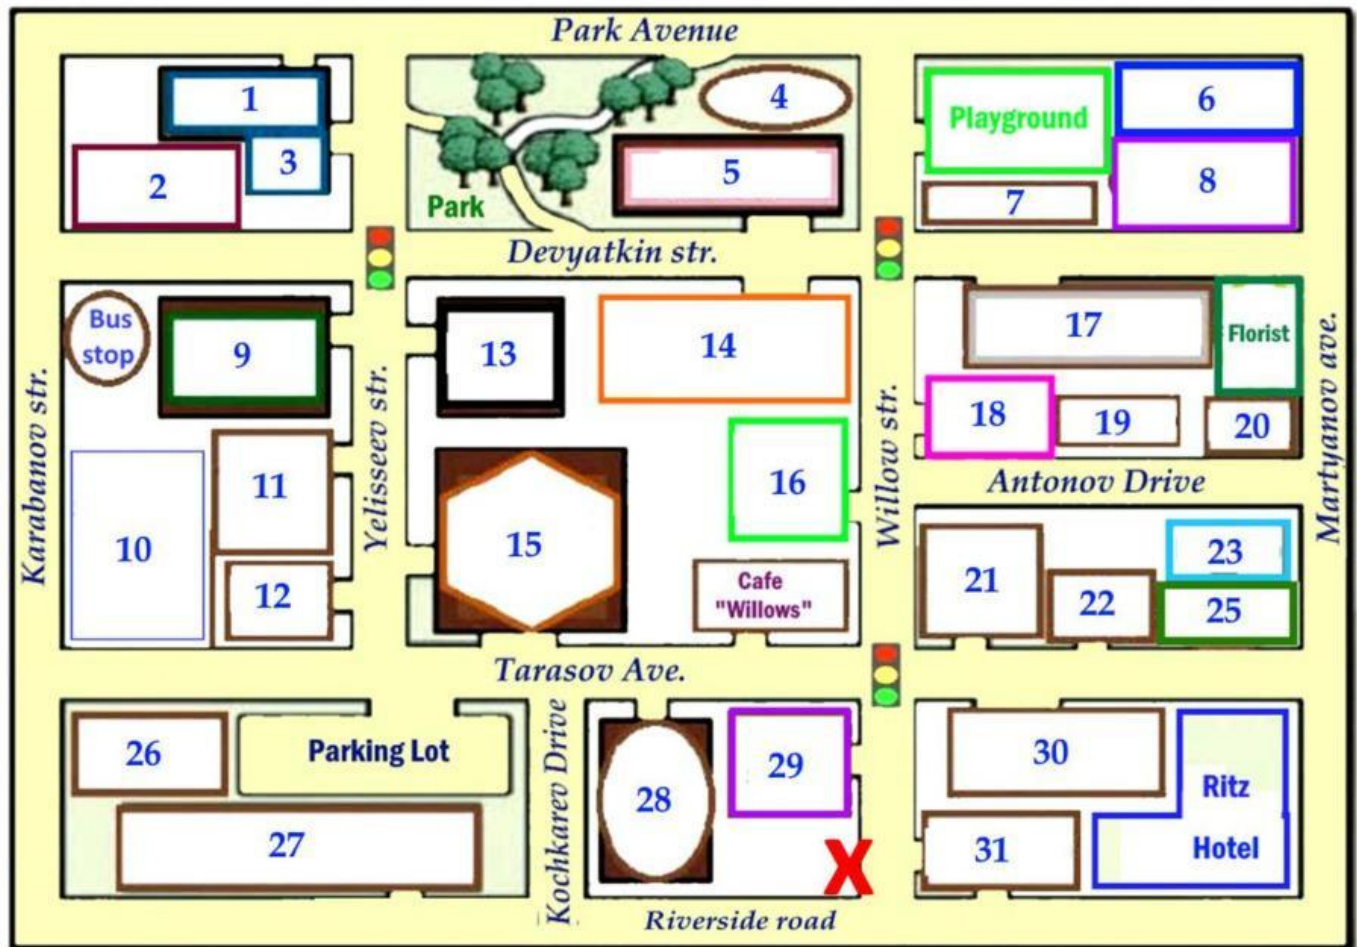 Park Avenue
1
2
3
4
5
Park
Playground
6
7
8
Devyatkin str.
Karabanov str.
Bus
stop
9
10
11
12
Yelisseev str.
13
14
15
16
Cafe
"Willows"
Willow str.
17
Florist
18
19
20
Antonov Drive
21
22
23
25
Martyanov ave.
Tarasov Ave.
26
Parking Lot
27
Kochkarev Drive
28
29
X
30
31
Ritz
Hotel
Riverside road